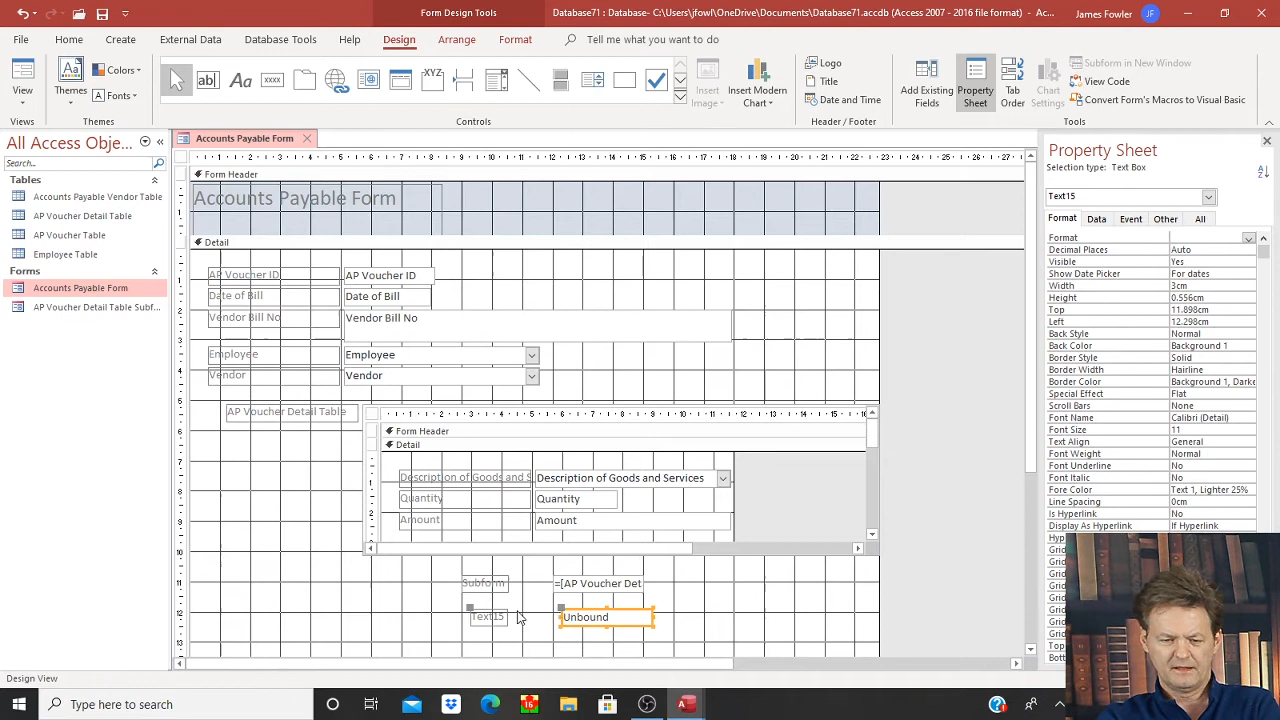 Form Design Tools
Database71 : Database- C:\Users\jfowl\OneDrive\Documents\Database71.accdb (Access 2007 - 2016 file format) - Ac...
James Fowler JF
File Home Create External Data Database Tools Help Design Arrange Format Tell me what you want to do
View
Themes
Colors
Fonts
ab|
Aa
xxxx
XYZ
Insert Image
Insert Modern Chart
Logo
Title
Date and Time
Add Existing Fields
Property Sheet
Tab Order
Chart Settings
Subform in New Window
View Code
Convert Form's Macros to Visual Basic
Views Themes Controls Header / Footer Tools
All Access Obje...
Search...
Tables
Accounts Payable Vendor Table
AP Voucher Detail Table
AP Voucher Table
Employee Table
Forms
Accounts Payable Form
AP Voucher Detail Table Subf...
Accounts Payable Form
Form Header
Accounts Payable Form
Detail
AP Voucher ID AP Voucher ID
Date of Bill Date of Bill
Vendor Bill No Vendor Bill No
Employee Employee
Vendor Vendor
AP Voucher Detail Table
Form Header
Detail
Description of Goods and S Description of Goods and Services
Quantity Quantity
Amount Amount
Subform =[AP Voucher Det
Text15 Unbound
Property Sheet
Selection type: Text Box
Text15
Format Data Event Other All
Format
Decimal Places Auto
Visible Yes
Show Date Picker For dates
Width 3cm
Height 0.556cm
Top 11.898cm
Left 12.298cm
Back Style Normal
Back Color Background 1
Border Style Solid
Border Width Hairline
Border Color Background 1, Darke
Special Effect Flat
Scroll Bars None
Font Name Calibri (Detail)
Font Size 11
Text Align General
Font Weight Normal
Font Underline No
Font Italic No
Fore Color Text 1, Lighter 25%
Line Spacing 0cm
Is Hyperlink No
Display As Hyperlink If Hyperlink
Design View
Type here to search